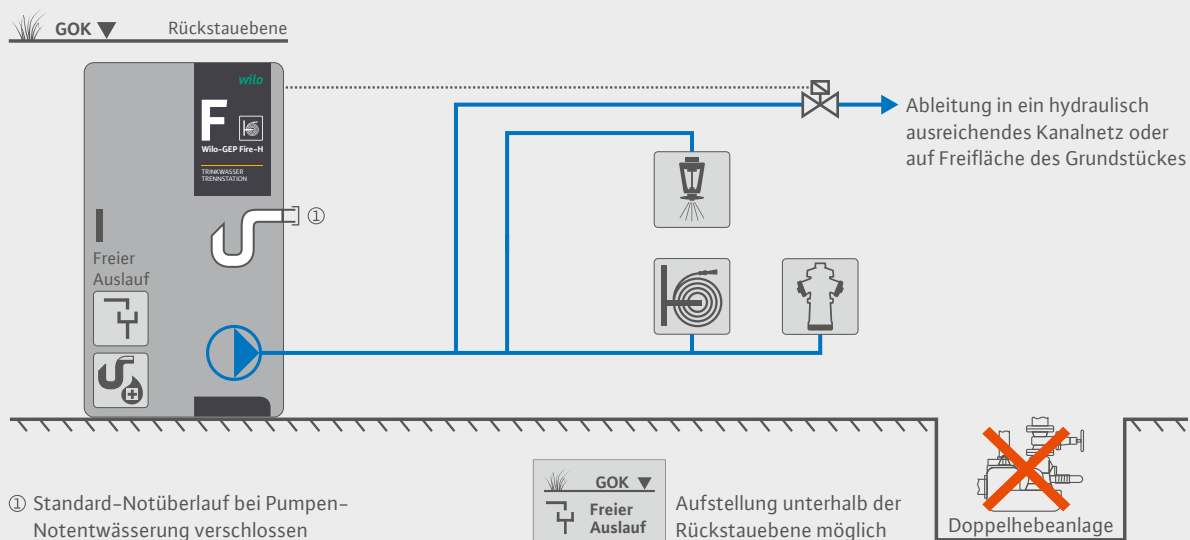 GOK Rückstauebene
wilo
F
Wilo-GEP Fire-H
TRINKWASSER
TRENNSTATION
Ableitung in ein hydraulisch
ausreichendes Kanalnetz oder
auf Freifläche des Grundstückes
①
Freier
Auslauf
① Standard-Notüberlauf bei Pumpen-
Notentwässerung verschlossen
GOK
Freier
Auslauf
Aufstellung unterhalb der
Rückstauebene möglich
Doppelhebeanlage